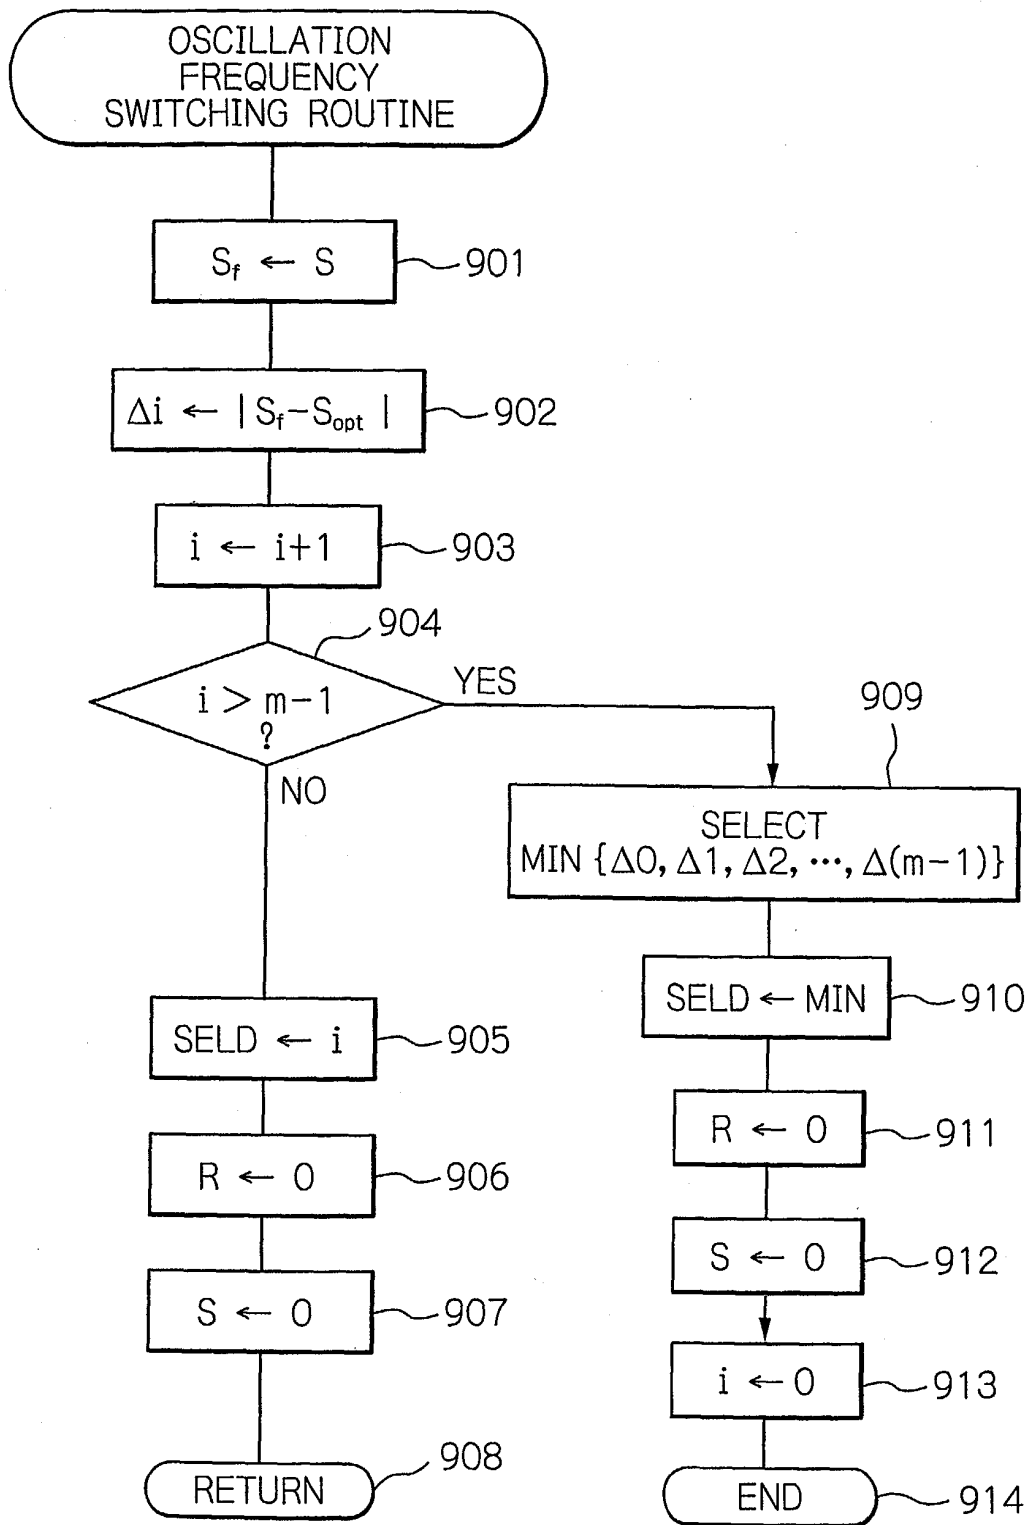 OSCILLATION
FREQUENCY
SWITCHING ROUTINE
Sf ← S
901
Δi ← | Sf−Sopt |
902
i ← i+1
903
904
i > m−1
?
YES
NO
SELD ← i
905
R ← 0
906
S ← 0
907
908
RETURN
909
SELECT
MIN {Δ0, Δ1, Δ2, ···, Δ(m−1)}
SELD ← MIN
910
R ← 0
911
S ← 0
912
i ← 0
913
END
914